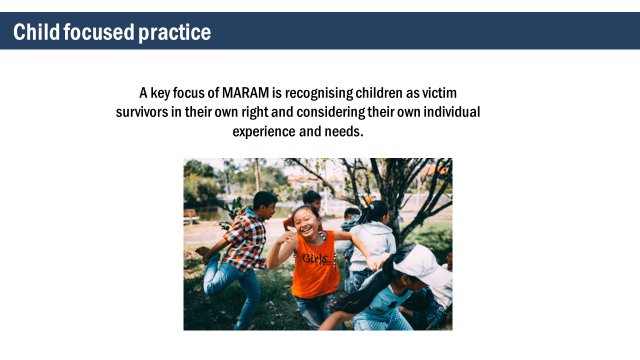 Child focused practice
A key focus of MARAM is recognising children as victim
survivors in their own right and considering their own individual
experience and needs.
Girls